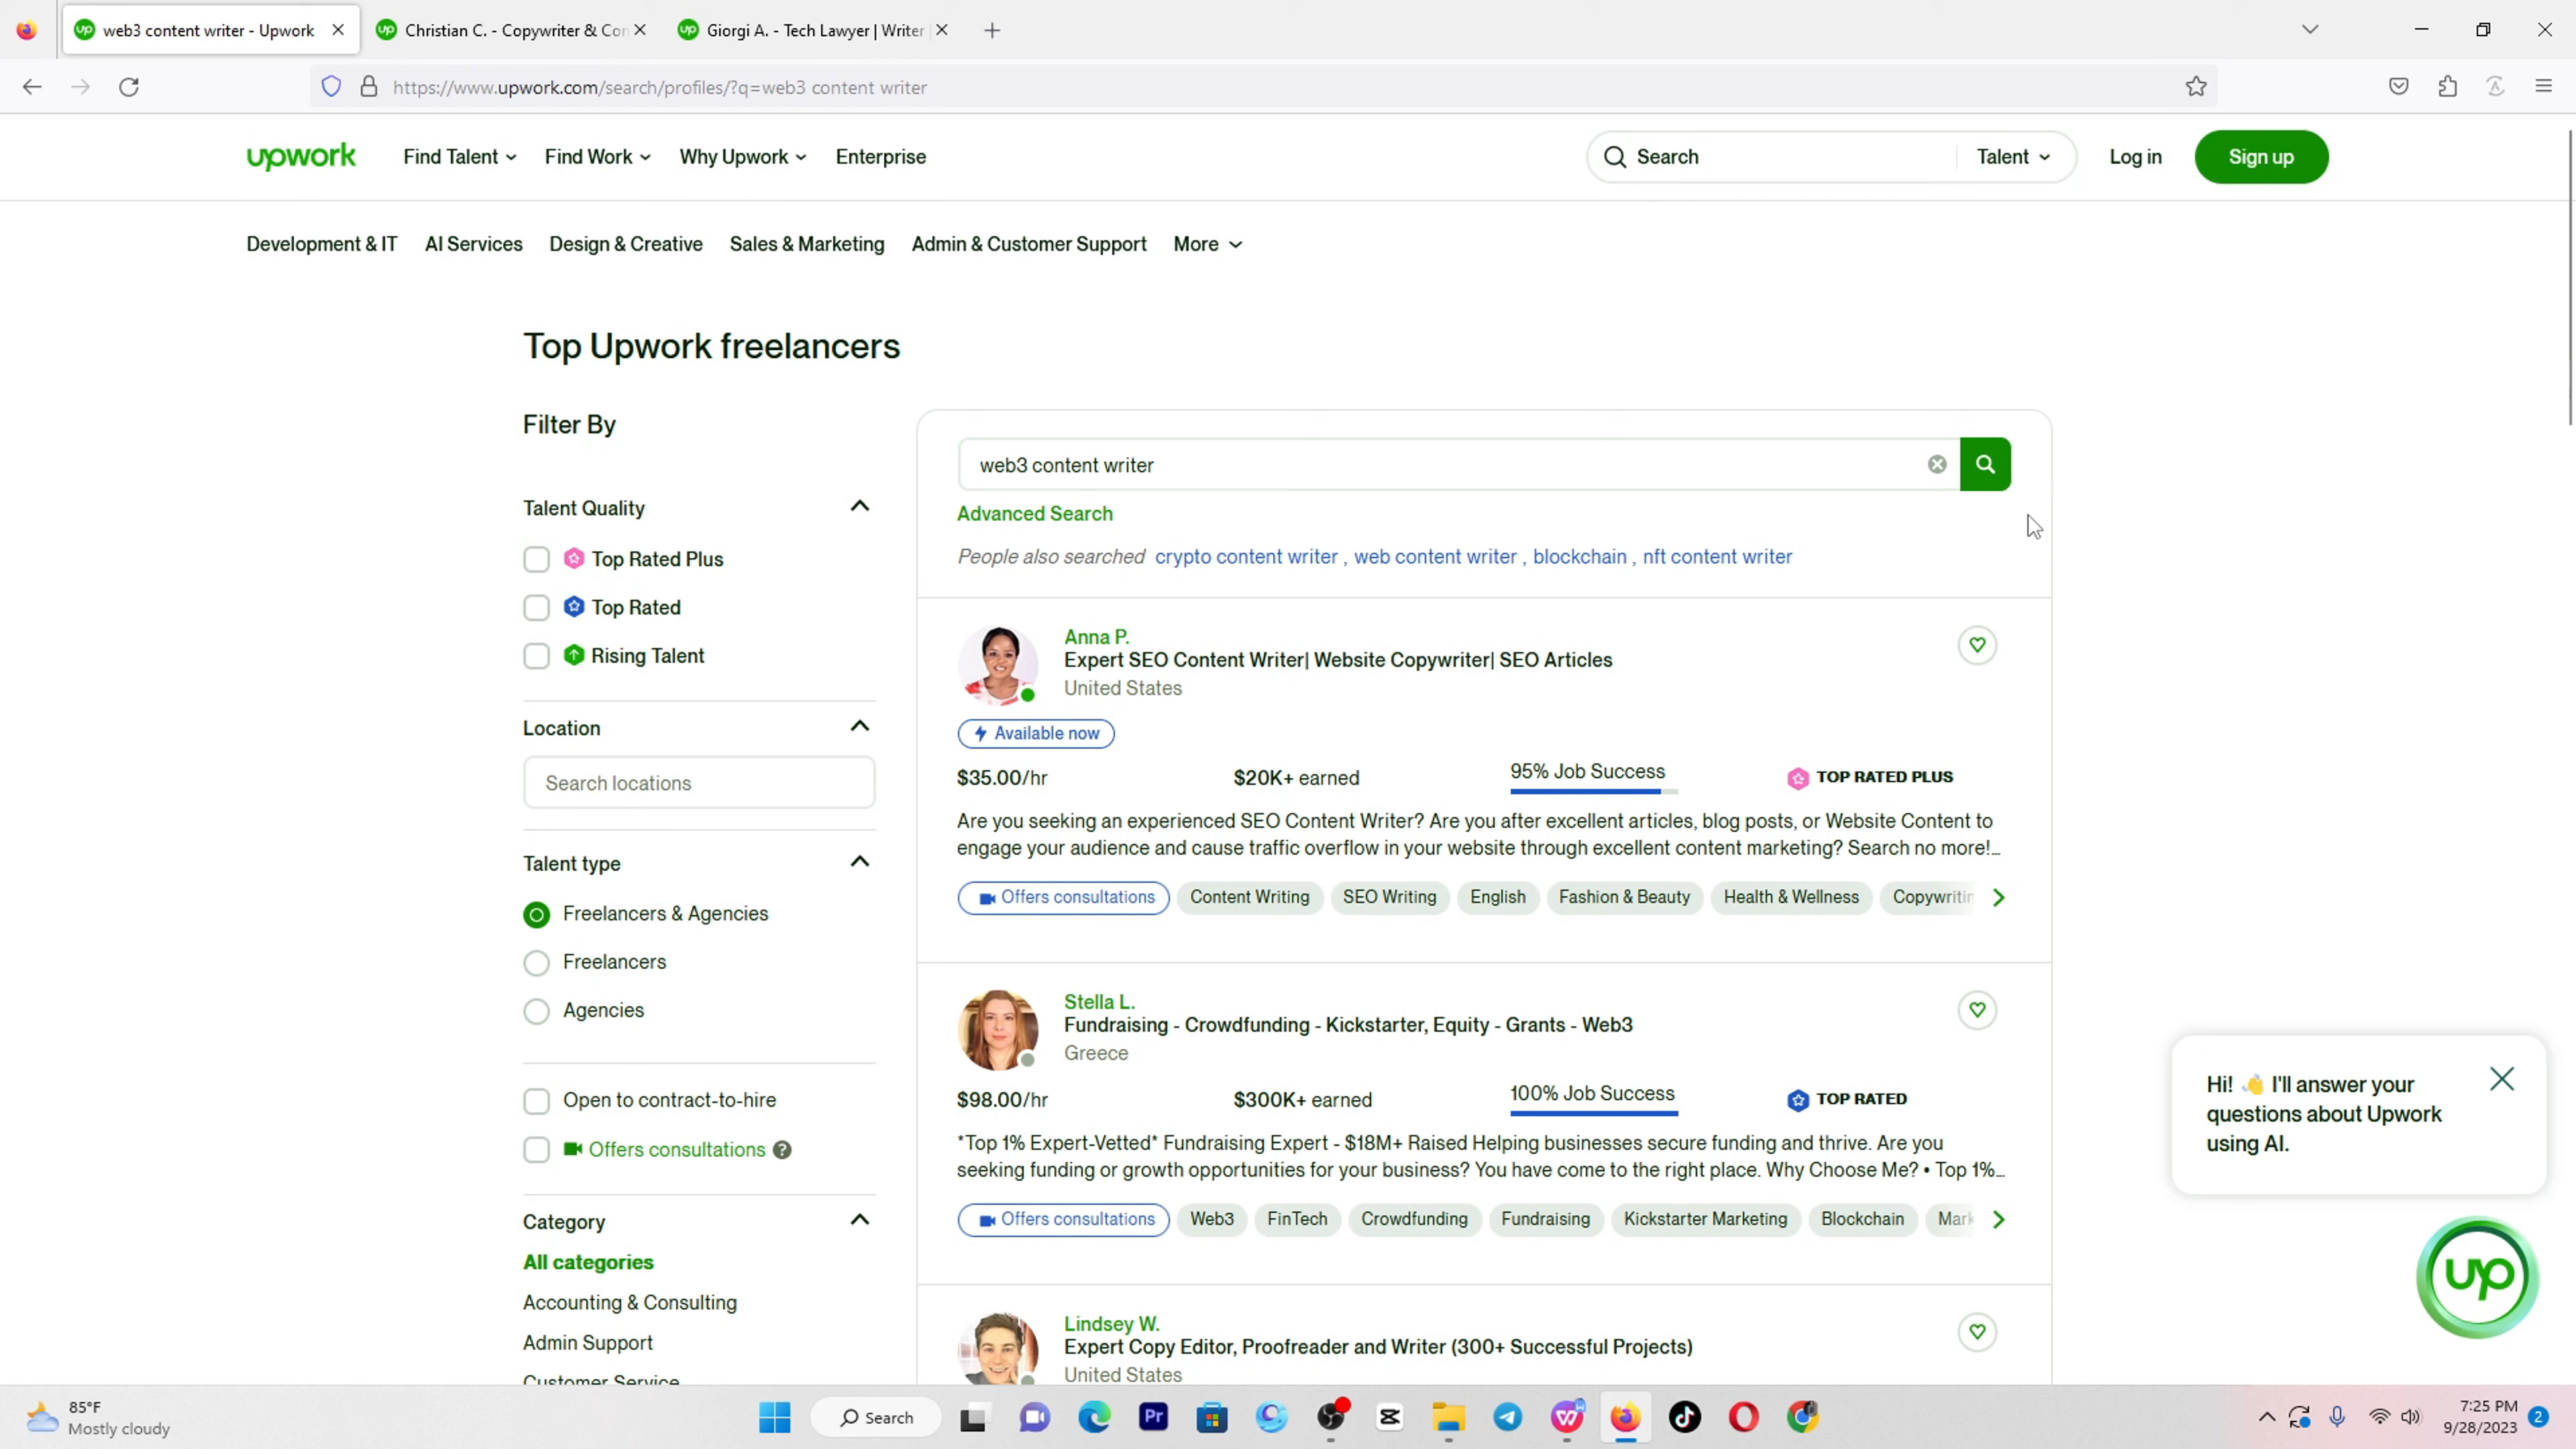 web3 content writer - Upwork
Christian C. - Copywriter & Con
Giorgi A. - Tech Lawyer | Writer |
https://www.upwork.com/search/profiles/?q=web3 content writer
upwork
Find Talent
Find Work
Why Upwork
Enterprise
Search
Talent
Log in
Sign up
Development & IT
AI Services
Design & Creative
Sales & Marketing
Admin & Customer Support
More
Top Upwork freelancers
Filter By
Talent Quality
Top Rated Plus
Top Rated
Rising Talent
Location
Search locations
Talent type
Freelancers & Agencies
Freelancers
Agencies
Open to contract-to-hire
Offers consultations ?
Category
All categories
Accounting & Consulting
Admin Support
Customer Service
web3 content writer
Advanced Search
People also searched crypto content writer , web content writer , blockchain , nft content writer
Anna P.
Expert SEO Content Writer| Website Copywriter| SEO Articles
United States
Available now
$35.00/hr
$20K+ earned
95% Job Success
TOP RATED PLUS
Are you seeking an experienced SEO Content Writer? Are you after excellent articles, blog posts, or Website Content to
engage your audience and cause traffic overflow in your website through excellent content marketing? Search no more!...
Offers consultations
Content Writing
SEO Writing
English
Fashion & Beauty
Health & Wellness
Copywritin
Stella L.
Fundraising - Crowdfunding - Kickstarter, Equity - Grants - Web3
Greece
$98.00/hr
$300K+ earned
100% Job Success
TOP RATED
*Top 1% Expert-Vetted* Fundraising Expert - $18M+ Raised Helping businesses secure funding and thrive. Are you
seeking funding or growth opportunities for your business? You have come to the right place. Why Choose Me? • Top 1%...
Offers consultations
Web3
FinTech
Crowdfunding
Fundraising
Kickstarter Marketing
Blockchain
Mark
Lindsey W.
Expert Copy Editor, Proofreader and Writer (300+ Successful Projects)
United States
Hi! 👋 I'll answer your
questions about Upwork
using AI.
up
85°F
Mostly cloudy
Search
Pr
7:25 PM
9/28/2023
2